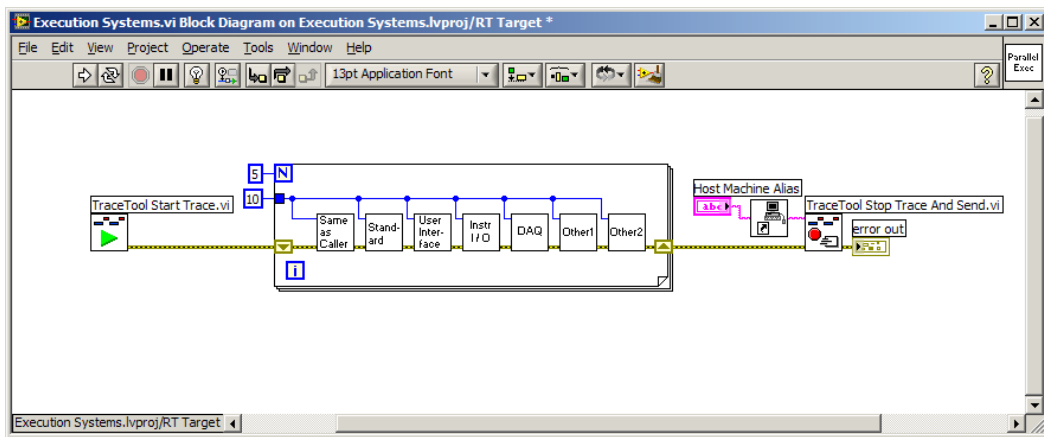 Execution Systems.vi Block Diagram on Execution Systems.lvproj/RT Target *
File Edit View Project Operate Tools Window Help
13pt Application Font
?
Parallel
Exec
5 N
10
TraceTool Start Trace.vi
Same
as
Caller
Stand-
ard
User
Inter-
face
Instr
I/O
DAQ
Other1
Other2
i
Host Machine Alias
abc
TraceTool Stop Trace And Send.vi
error out
Execution Systems.lvproj/RT Target